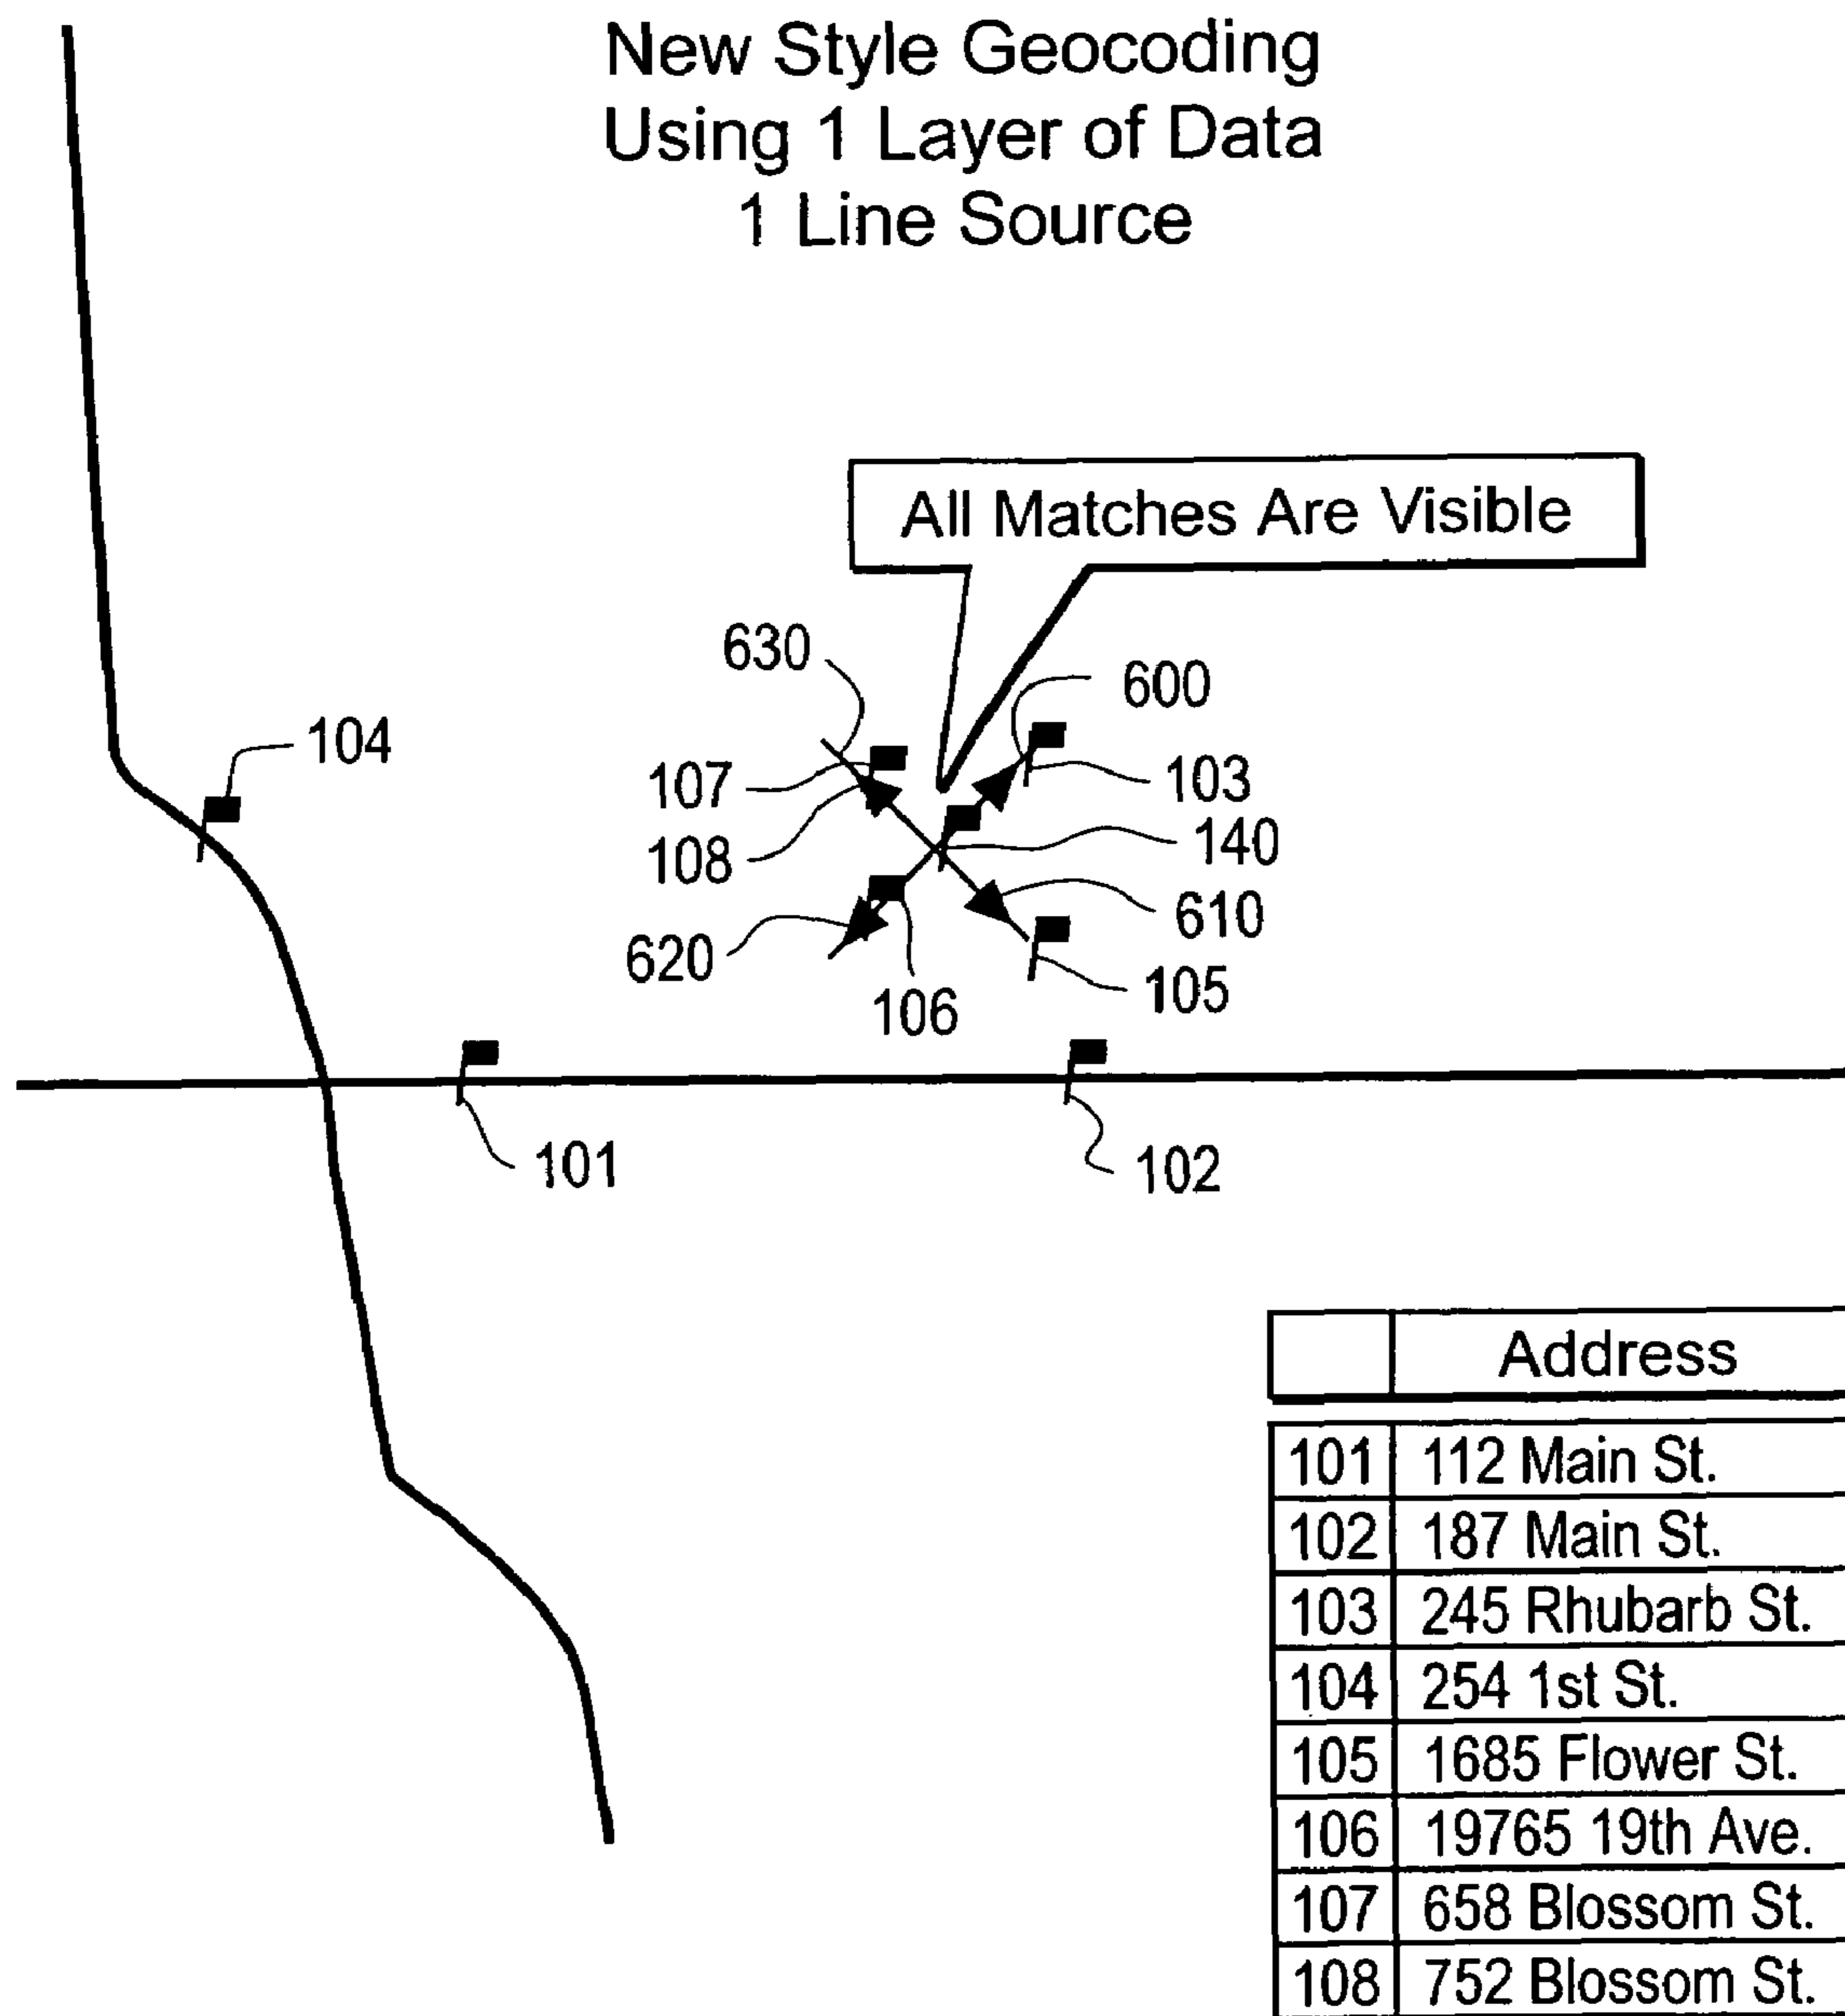 New Style Geocoding
Using 1 Layer of Data
1 Line Source
All Matches Are Visible
630
600
104
107
103
108
140
610
620
105
106
101
102
Address
101 112 Main St.
102 187 Main St.
103 245 Rhubarb St.
104 254 1st St.
105 1685 Flower St.
106 19765 19th Ave.
107 658 Blossom St.
108 752 Blossom St.